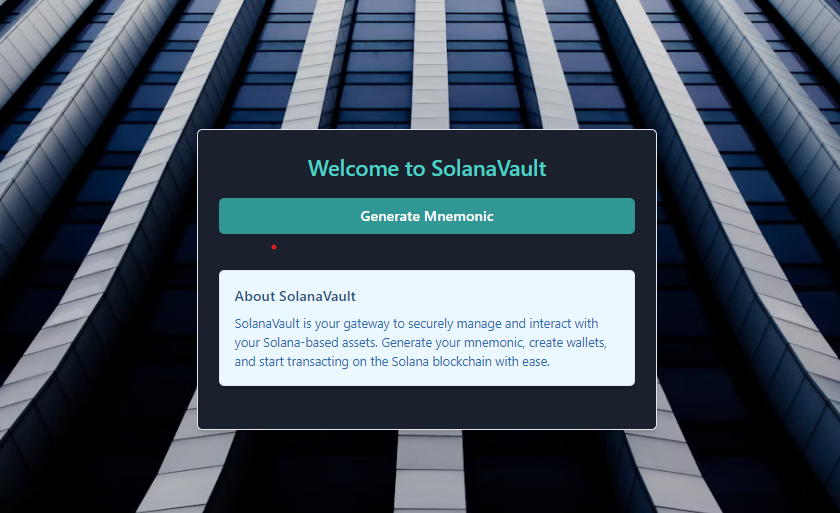 Welcome to SolanaVault
Generate Mnemonic
About SolanaVault
SolanaVault is your gateway to securely manage and interact with
your Solana-based assets. Generate your mnemonic, create wallets,
and start transacting on the Solana blockchain with ease.